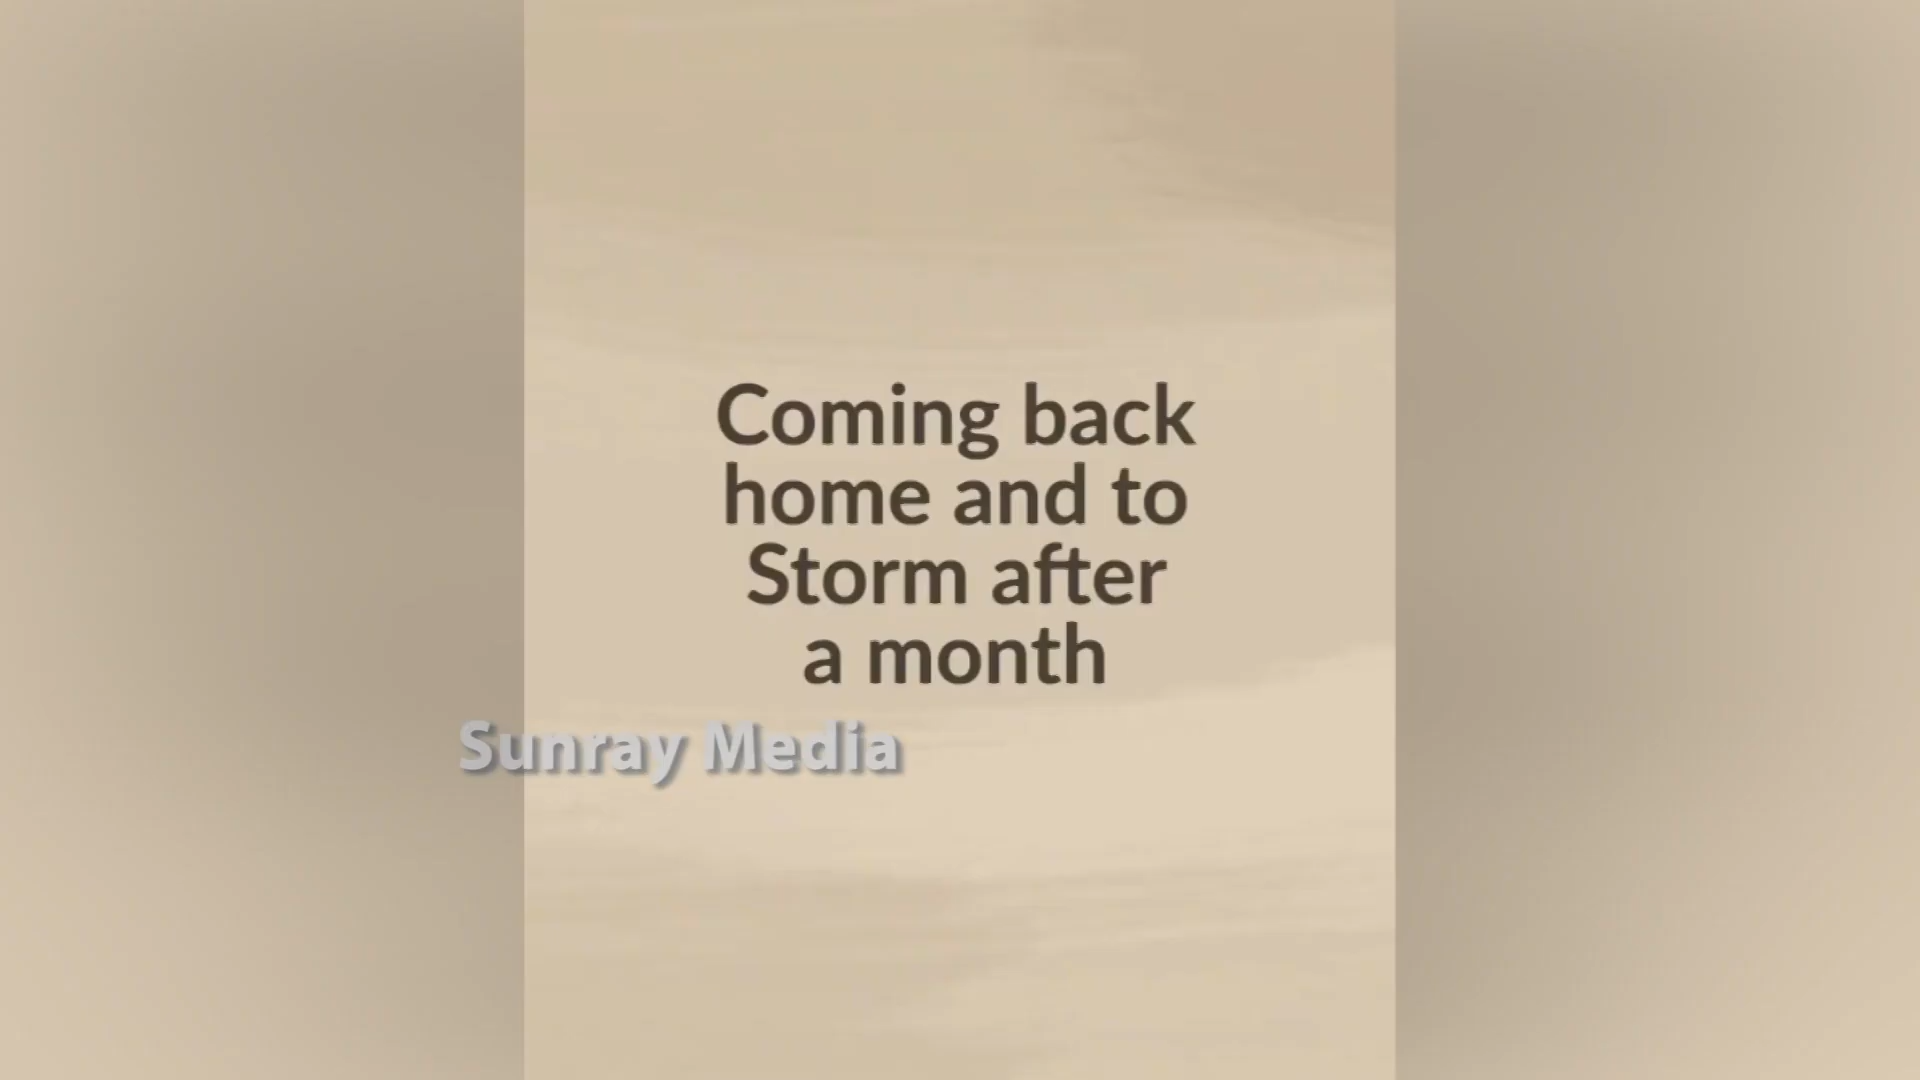 Coming back
home and to
Storm after
a month
Sunray Media